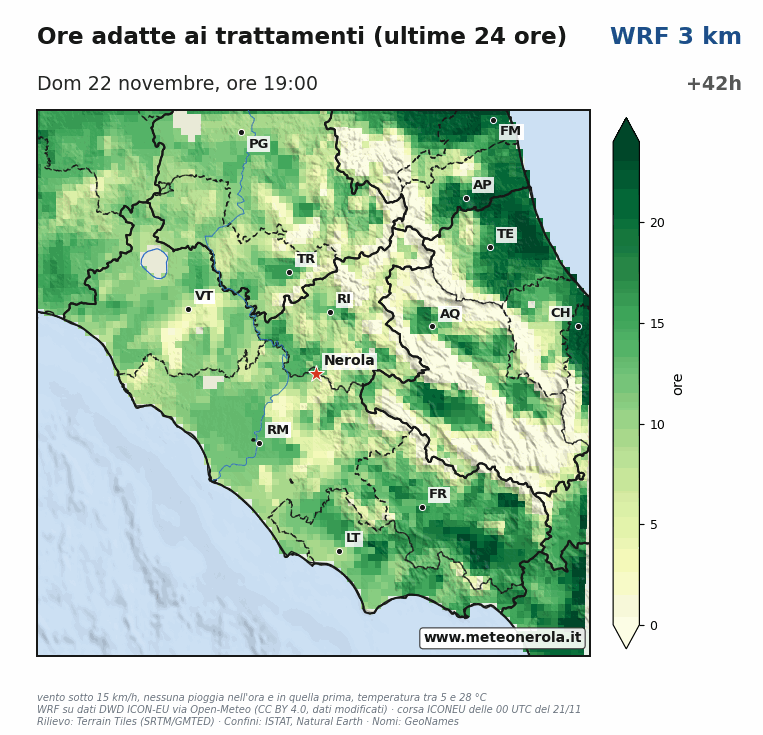 Ore adatte ai trattamenti (ultime 24 ore)
WRF 3 km
Dom 22 novembre, ore 19:00
+42h
FM
PG
AP
TE
TR
VT
RI
AQ
CH
Nerola
RM
FR
LT
www.meteonerola.it
20
15
10
5
0
ore
vento sotto 15 km/h, nessuna pioggia nell'ora e in quella prima, temperatura tra 5 e 28 °C
WRF su dati DWD ICON-EU via Open-Meteo (CC BY 4.0, dati modificati) · corsa ICONEU delle 00 UTC del 21/11
Rilievo: Terrain Tiles (SRTM/GMTED) · Confini: ISTAT, Natural Earth · Nomi: GeoNames